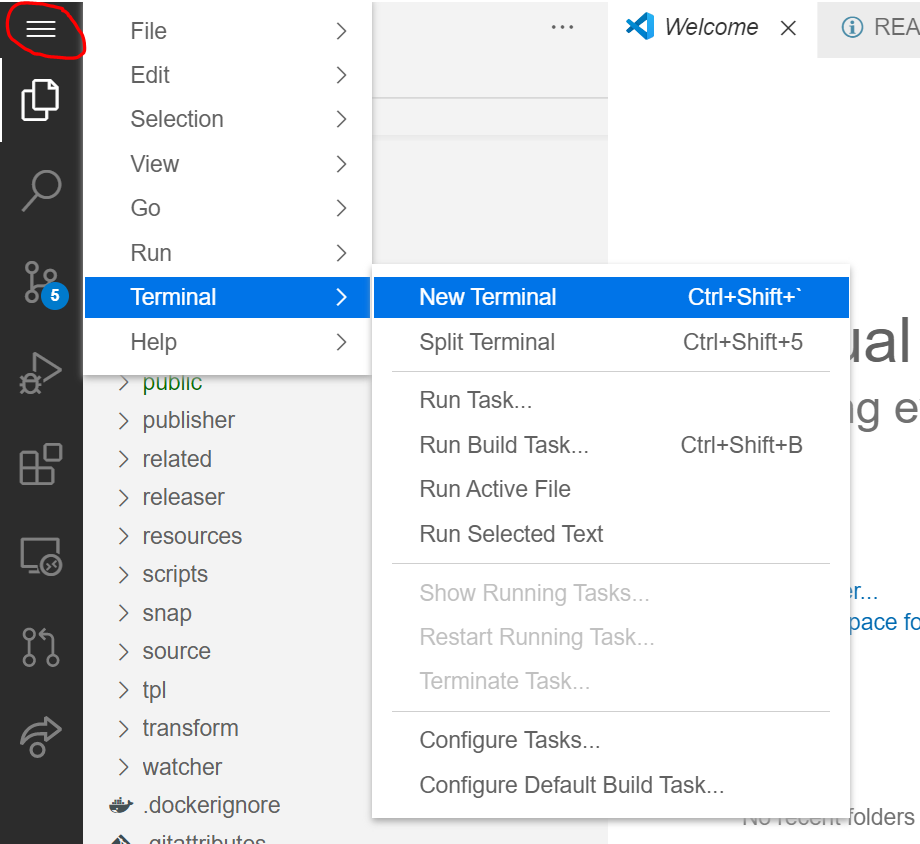 File
Edit
Selection
View
Go
Run
Terminal
Help
New Terminal Ctrl+Shift+`
Split Terminal Ctrl+Shift+5
Run Task...
Run Build Task... Ctrl+Shift+B
Run Active File
Run Selected Text
Show Running Tasks...
Restart Running Task...
Terminate Task...
Configure Tasks...
Configure Default Build Task...
5
public
publisher
related
releaser
resources
scripts
snap
source
tpl
transform
watcher
.dockerignore
.gitattributes
...
Welcome
REA
ual
ng e
er...
pace fo
No recent folders